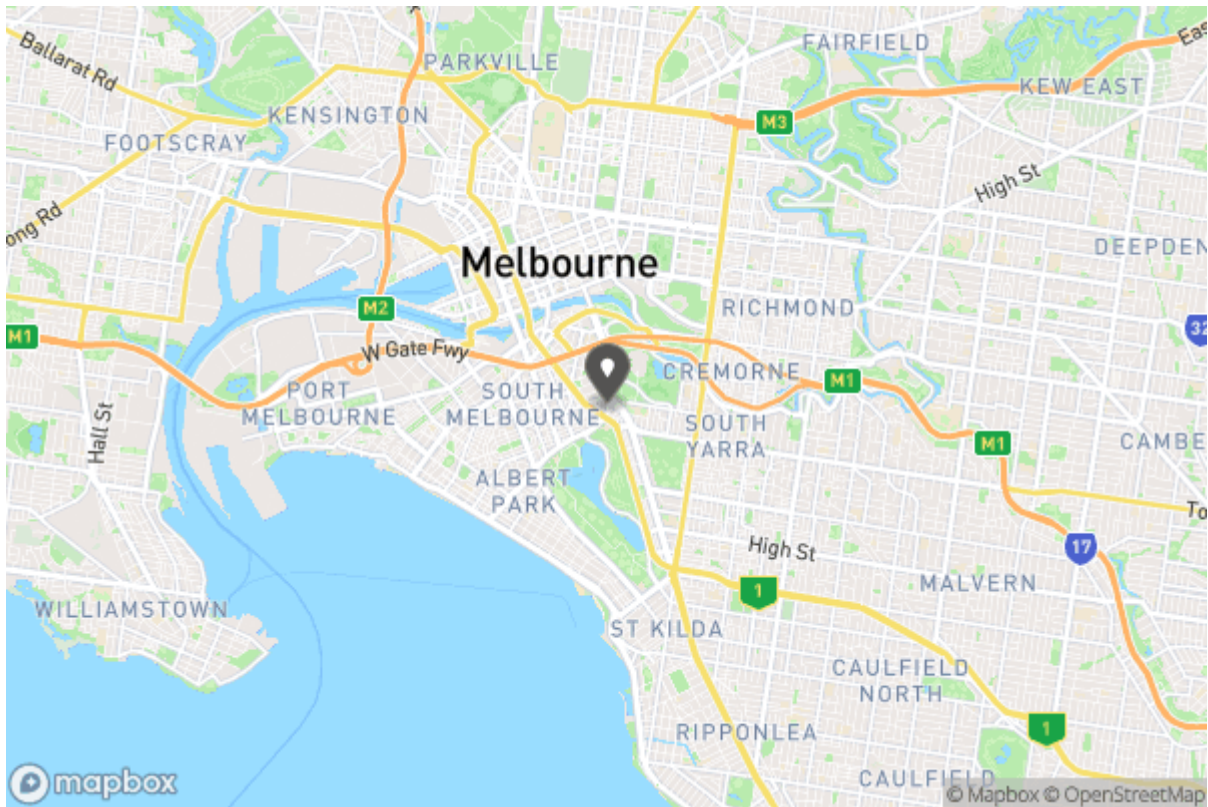 Ballarat Rd
PARKVILLE
FAIRFIELD
Eas
KEW EAST
KENSINGTON
FOOTSCRAY
M3
High St
ong Rd
DEEPDEN
Melbourne
M2
RICHMOND
M1
W Gate Fwy
32
CREMORNE
M1
PORT
MELBOURNE
SOUTH
MELBOURNE
Hall St
SOUTH
YARRA
M1
CAMBE
ALBERT
PARK
To
High St
17
1
MALVERN
WILLIAMSTOWN
ST KILDA
CAULFIELD
NORTH
RIPPONLEA
1
CAULFIELD
mapbox
© Mapbox © OpenStreetMap